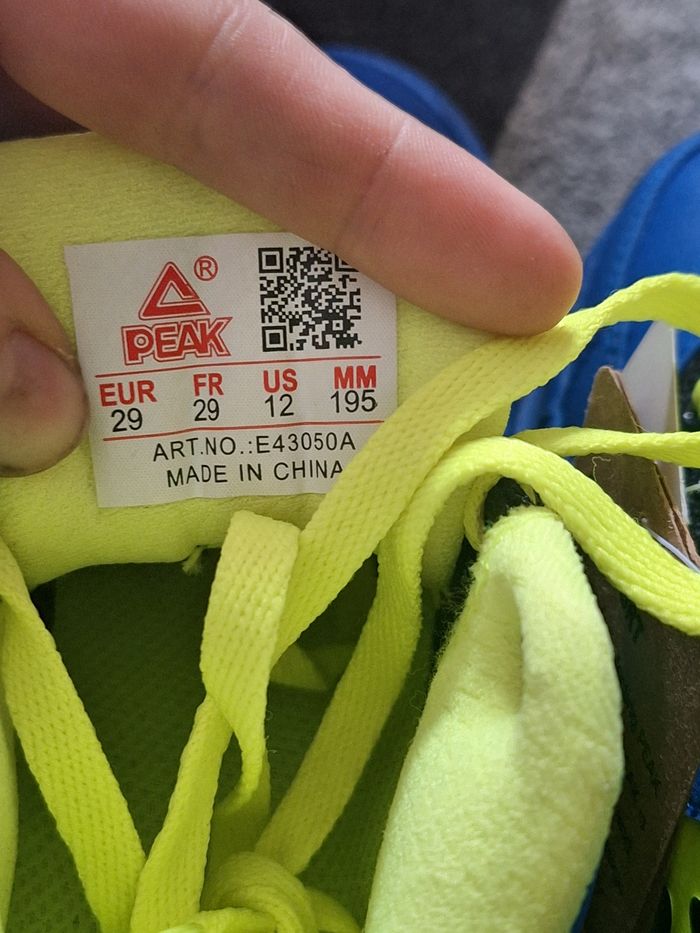 ®
PEAK
EUR FR US MM
29 29 12 195
ART.NO.:E43050A
MADE IN CHINA